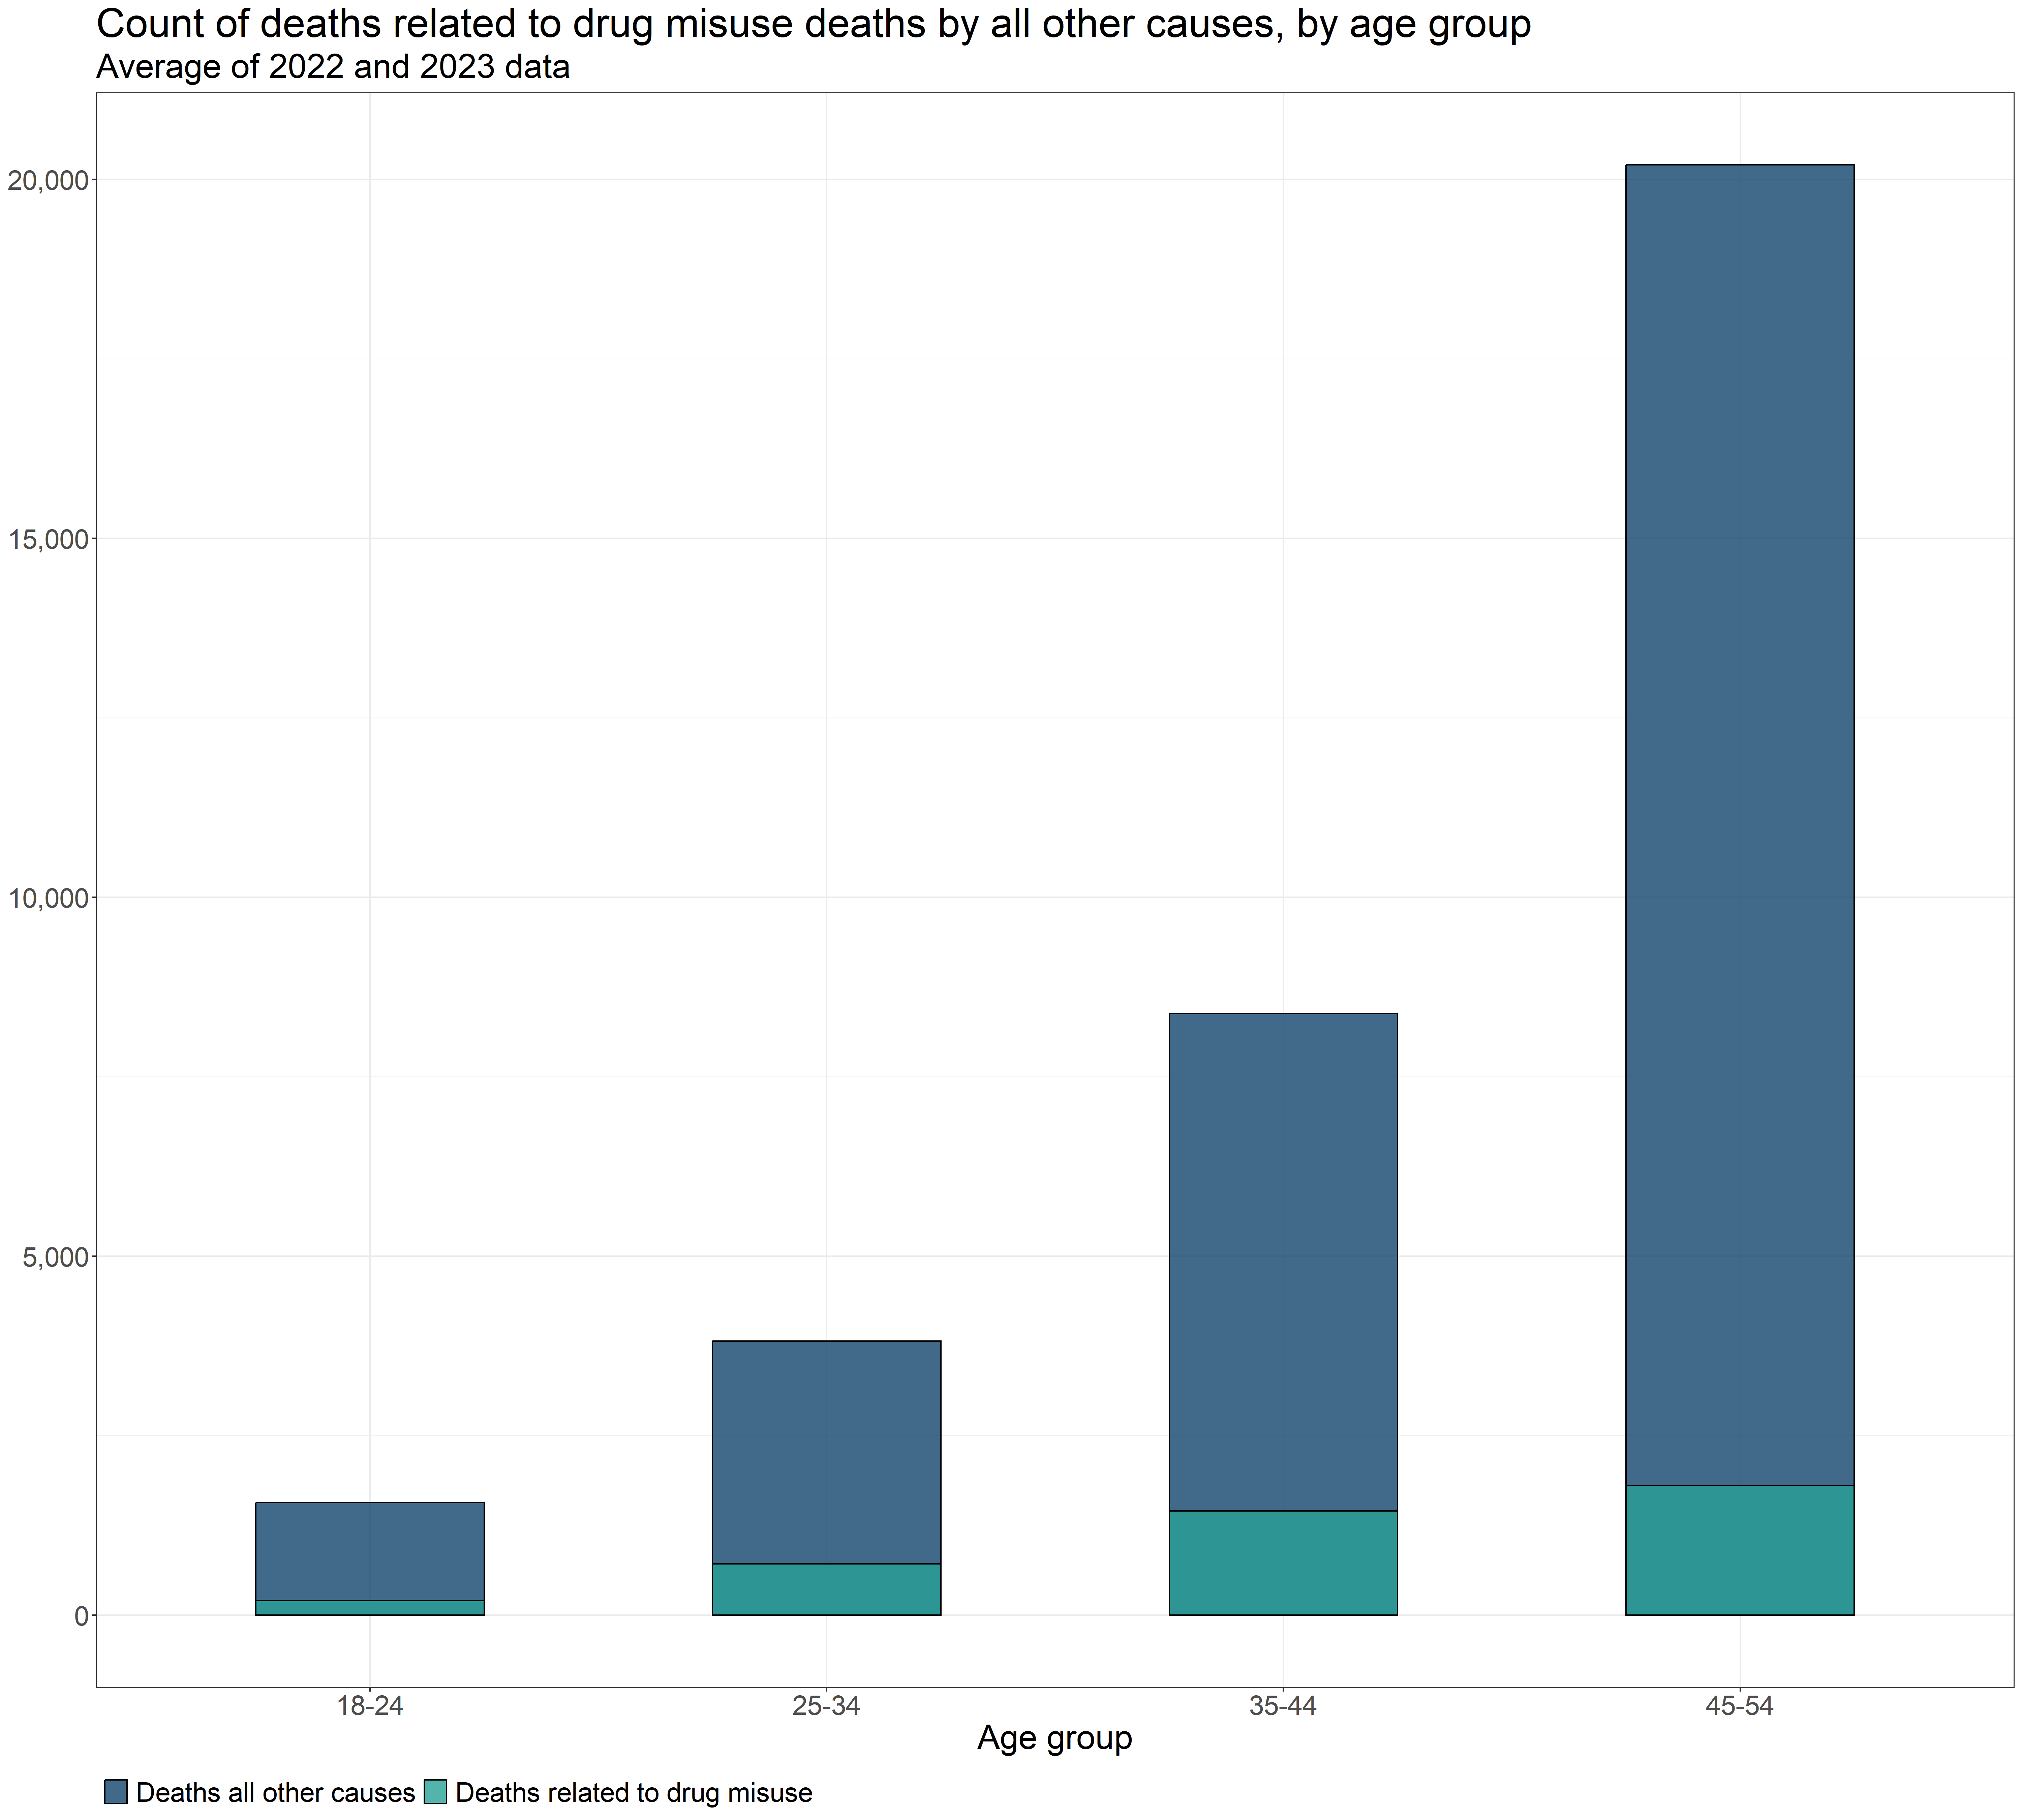 Count of deaths related to drug misuse deaths by all other causes, by age group
Average of 2022 and 2023 data
20,000
15,000
10,000
5,000
0
18-24 25-34 35-44 45-54
Age group
Deaths all other causes Deaths related to drug misuse